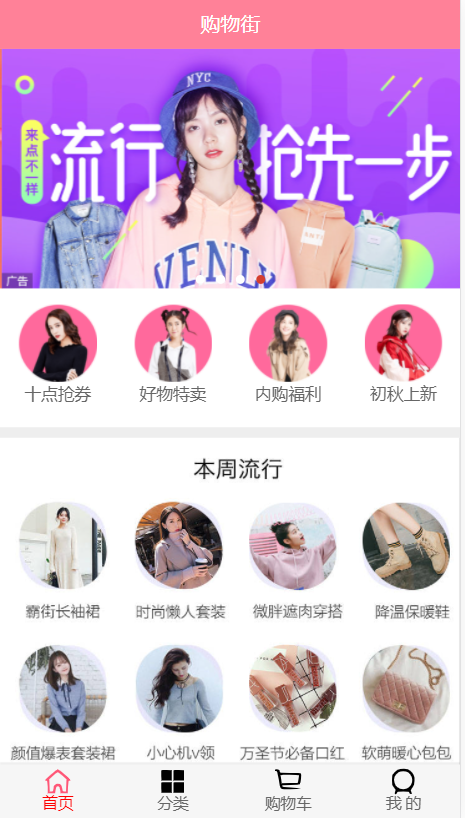 购物街
NYC
来点不一样
流行 抢先一步
ANTI
VENLY
广告
十点抢券 好物特卖 内购福利 初秋上新
本周流行
霸街长袖裙 时尚懒人套装 微胖遮肉穿搭 降温保暖鞋
颜值爆表套装裙 小心机v领 万圣节必备口红 软萌暖心包包
首页 分类 购物车 我的